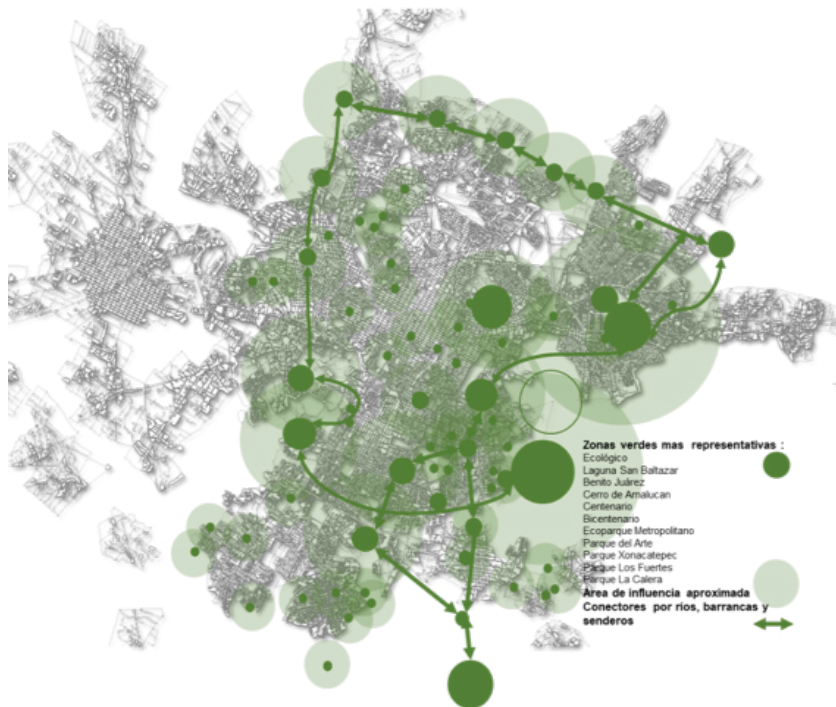 Zonas verdes mas representativas :
Ecológico
Laguna San Baltazar
Benito Juárez
Cerro de Amalucan
Centenario
Bicentenario
Ecoparque Metropolitano
Parque del Arte
Parque Xonacatepec
Parque Los Fuertes
Parque La Calera
Area de influencia aproximada
Conectores por ríos, barrancas y
senderos